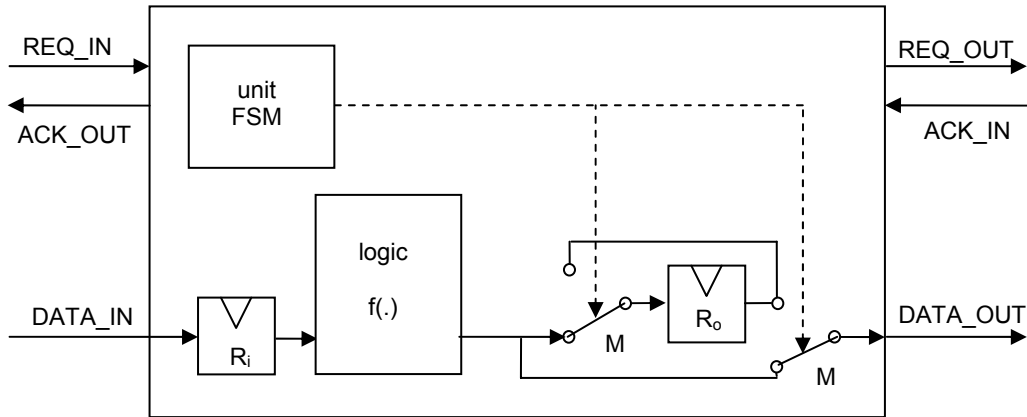 REQ_IN
REQ_OUT
unit
FSM
ACK_OUT
ACK_IN
logic
f(.)
DATA_IN
Ri
M
Ro
DATA_OUT
M